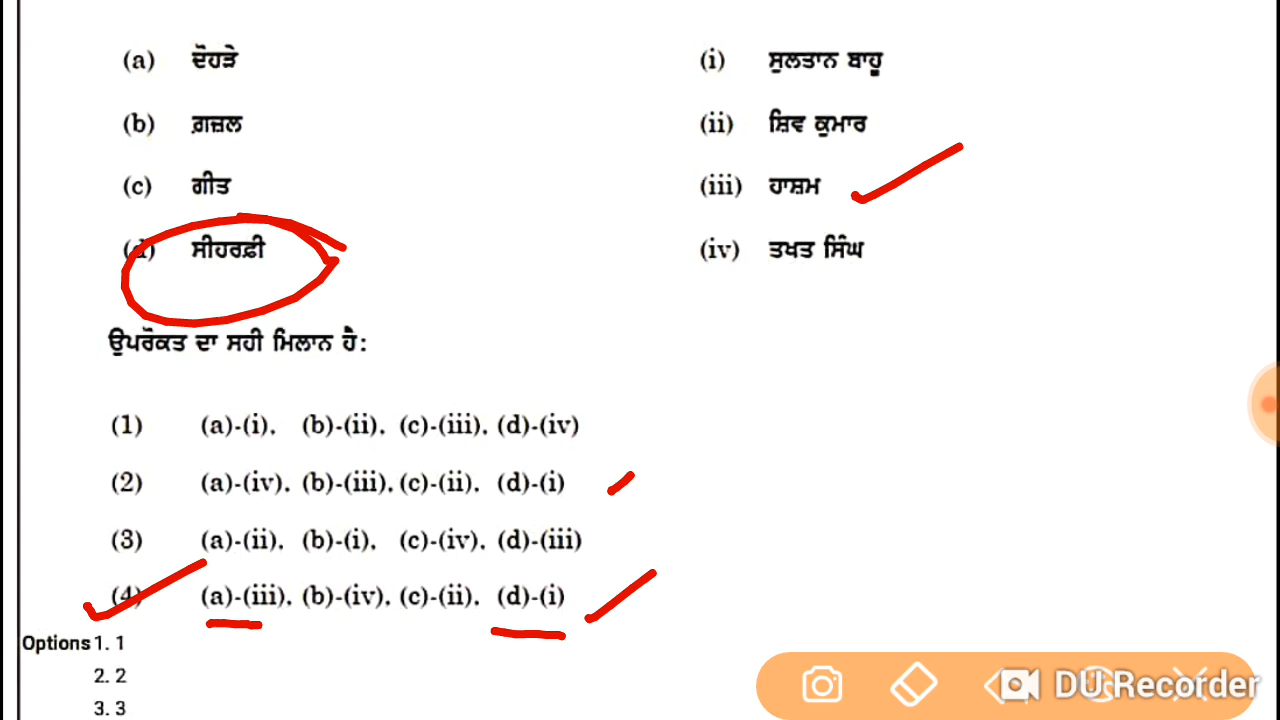 (a) ਦੋਹੜੇ (i) ਸੁਲਤਾਨ ਬਾਹੂ
(b) ਗ਼ਜ਼ਲ (ii) ਸ਼ਿਵ ਕੁਮਾਰ
(c) ਗੀਤ (iii) ਹਾਸ਼ਮ
(d) ਸੀਹਰਫ਼ੀ (iv) ਤਖਤ ਸਿੰਘ
ਉਪਰੋਕਤ ਦਾ ਸਹੀ ਮਿਲਾਨ ਹੈ:
(1) (a)-(i). (b)-(ii). (c)-(iii). (d)-(iv)
(2) (a)-(iv). (b)-(iii). (c)-(ii). (d)-(i)
(3) (a)-(ii). (b)-(i). (c)-(iv). (d)-(iii)
(4) (a)-(iii). (b)-(iv). (c)-(ii). (d)-(i)
Options 1. 1
2. 2
3. 3
DU Recorder